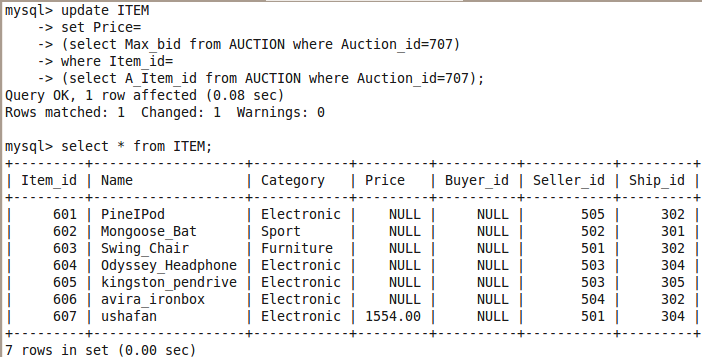 mysql> update ITEM
    -> set Price=
    -> (select Max_bid from AUCTION where Auction_id=707)
    -> where Item_id=
    -> (select A_Item_id from AUCTION where Auction_id=707);
Query OK, 1 row affected (0.08 sec)
Rows matched: 1  Changed: 1  Warnings: 0

mysql> select * from ITEM;
+---------+-------------------+------------+---------+----------+-----------+---------+
| Item_id | Name              | Category   | Price   | Buyer_id | Seller_id | Ship_id |
+---------+-------------------+------------+---------+----------+-----------+---------+
|     601 | PineIPod          | Electronic |    NULL |     NULL |       505 |     302 |
|     602 | Mongoose_Bat      | Sport      |    NULL |     NULL |       502 |     301 |
|     603 | Swing_Chair       | Furniture  |    NULL |     NULL |       501 |     302 |
|     604 | Odyssey_Headphone | Electronic |    NULL |     NULL |       503 |     304 |
|     605 | kingston_pendrive | Electronic |    NULL |     NULL |       503 |     305 |
|     606 | avira_ironbox     | Electronic |    NULL |     NULL |       504 |     302 |
|     607 | ushafan           | Electronic | 1554.00 |     NULL |       501 |     304 |
+---------+-------------------+------------+---------+----------+-----------+---------+
7 rows in set (0.00 sec)